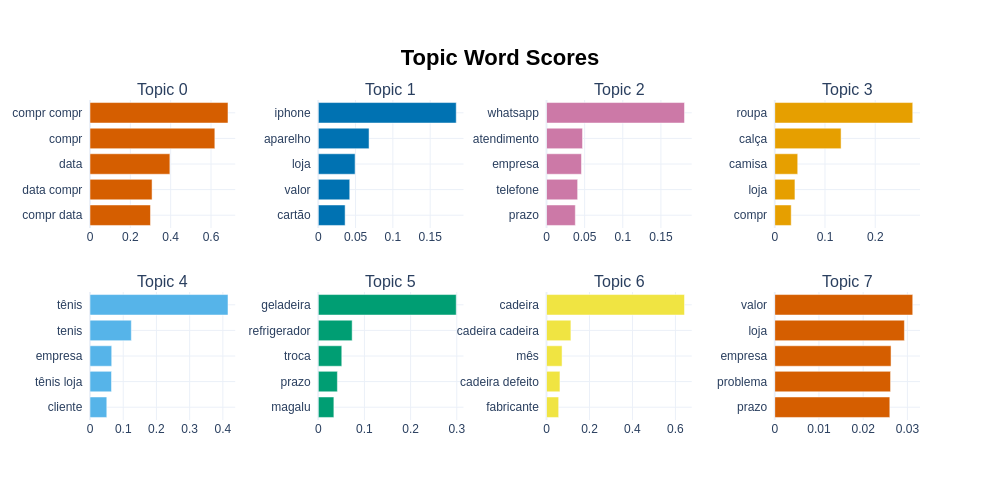 Topic Word Scores
Topic 0
compr compr
compr
data
data compr
compr data
0 0.2 0.4 0.6
Topic 1
iphone
aparelho
loja
valor
cartão
0 0.05 0.1 0.15
Topic 2
whatsapp
atendimento
empresa
telefone
prazo
0 0.05 0.1 0.15
Topic 3
roupa
calça
camisa
loja
compr
0 0.1 0.2
Topic 4
tênis
tenis
empresa
tênis loja
cliente
0 0.1 0.2 0.3 0.4
Topic 5
geladeira
refrigerador
troca
prazo
magalu
0 0.1 0.2 0.3
Topic 6
cadeira
cadeira cadeira
mês
cadeira defeito
fabricante
0 0.2 0.4 0.6
Topic 7
valor
loja
empresa
problema
prazo
0 0.01 0.02 0.03